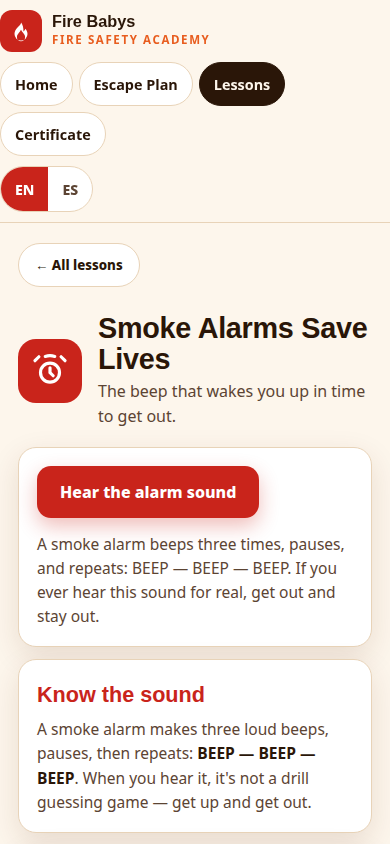 Fire Babys
FIRE SAFETY ACADEMY
Home
Escape Plan
Lessons
Certificate
EN
ES
← All lessons
Smoke Alarms Save
Lives
The beep that wakes you up in time
to get out.
Hear the alarm sound
A smoke alarm beeps three times, pauses,
and repeats: BEEP — BEEP — BEEP. If you
ever hear this sound for real, get out and
stay out.
Know the sound
A smoke alarm makes three loud beeps,
pauses, then repeats: BEEP — BEEP —
BEEP. When you hear it, it's not a drill
guessing game — get up and get out.